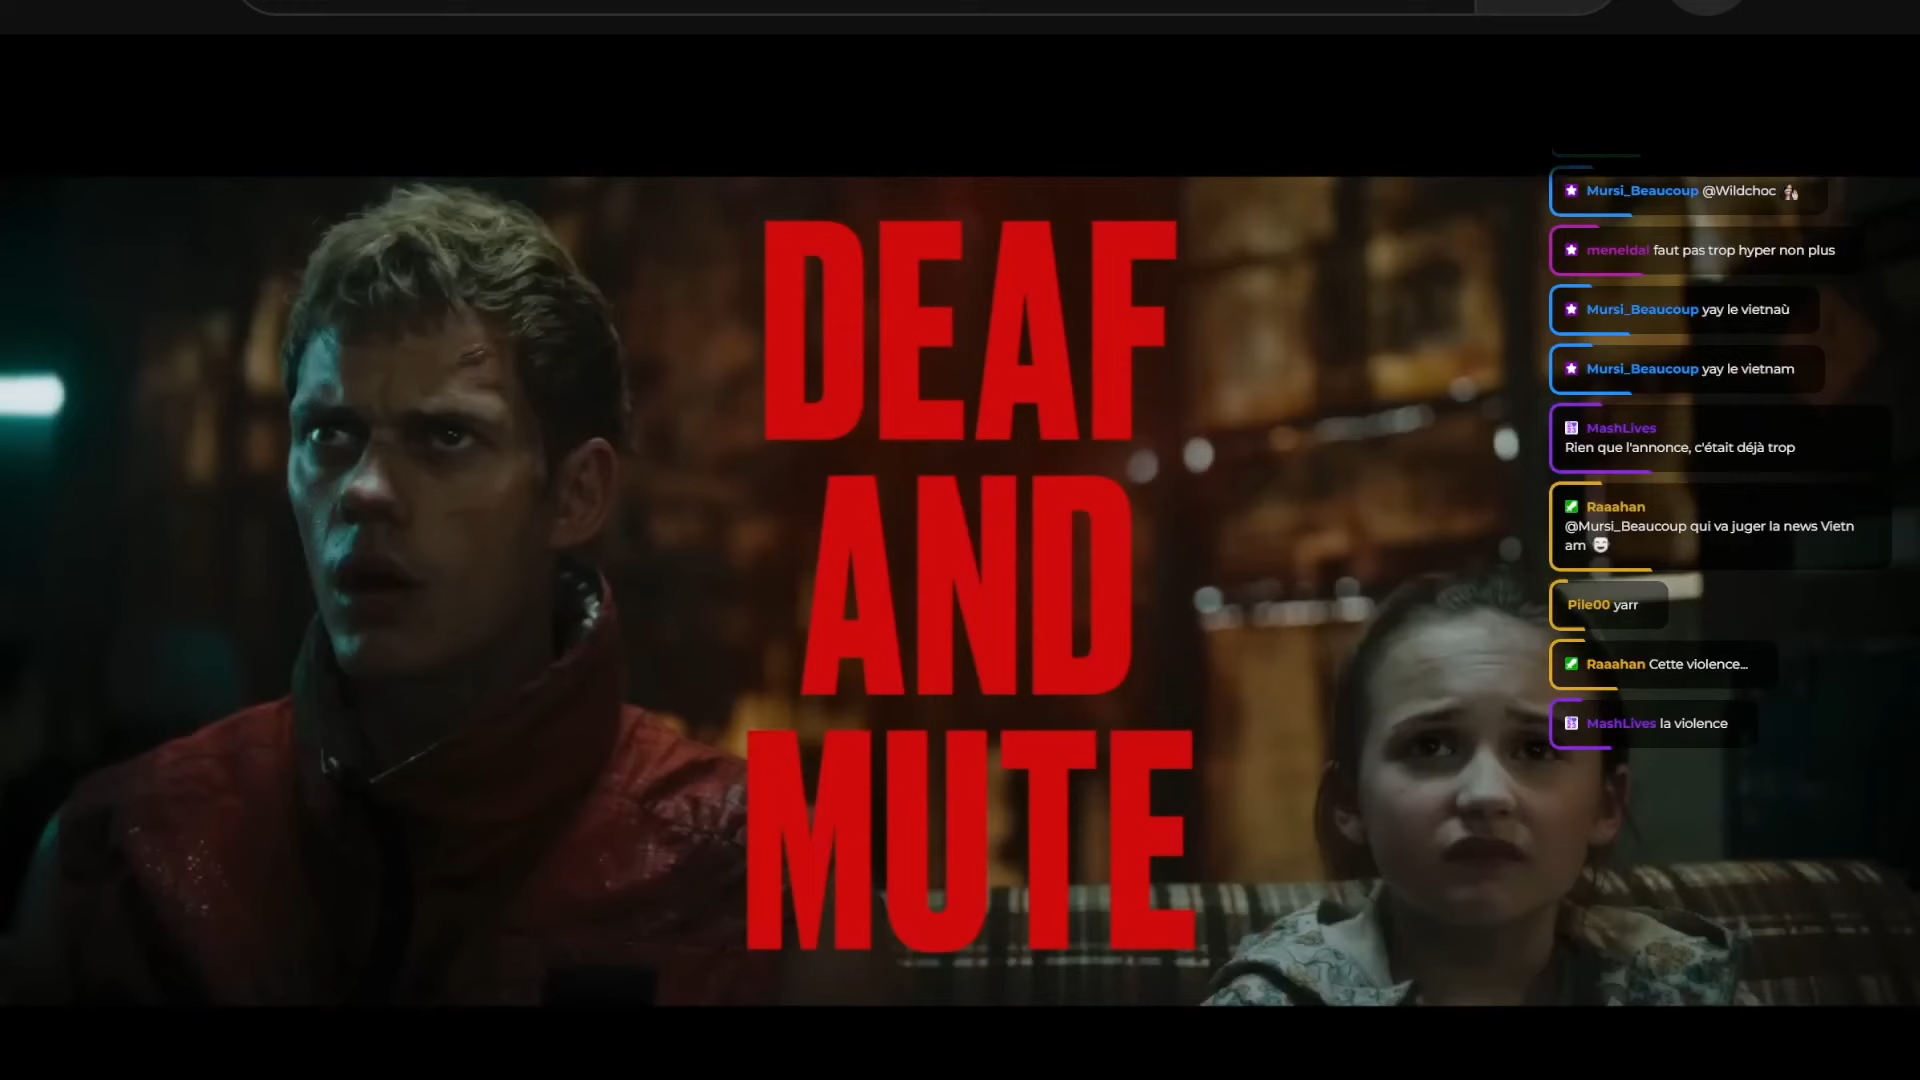 DEAF
AND
MUTE
Mursi_Beaucoup @Wildchoc
meneldal faut pas trop hyper non plus
Mursi_Beaucoup yay le vietnaù
Mursi_Beaucoup yay le vietnam
MashLives
Rien que l'annonce, c'était déjà trop
Raaahan
@Mursi_Beaucoup qui va juger la news Vietn
am
Pile00 yarr
Raaahan Cette violence...
MashLives la violence